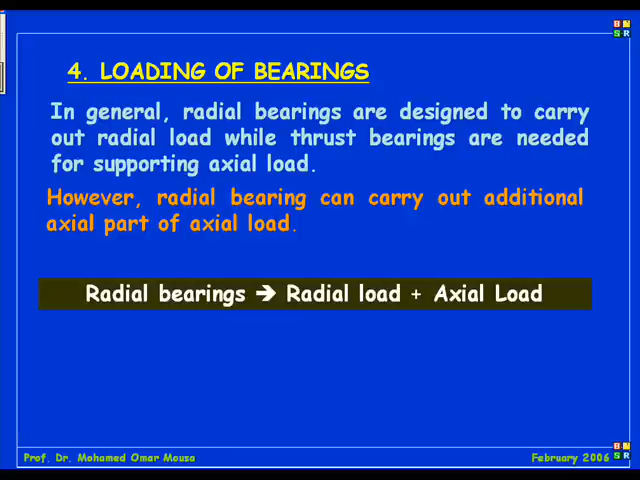 4. LOADING OF BEARINGS
In general, radial bearings are designed to carry
out radial load while thrust bearings are needed
for supporting axial load.
However, radial bearing can carry out additional
axial part of axial load.
Radial bearings ➔ Radial load + Axial Load
Prof. Dr. Mohamed Omar Mousa
February 2006